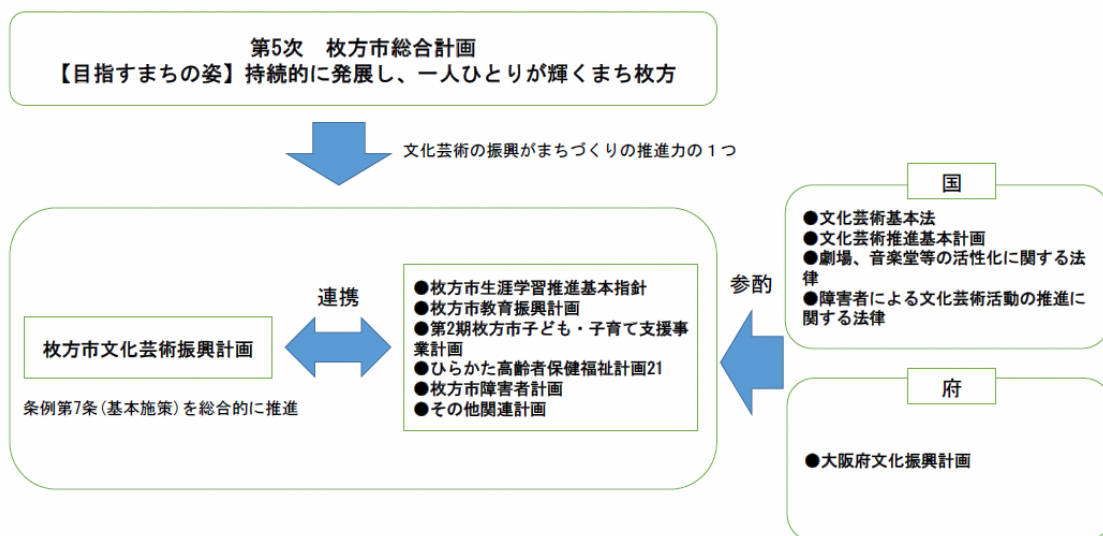 第5次　枚方市総合計画
【目指すまちの姿】持続的に発展し、一人ひとりが輝くまち枚方
文化芸術の振興がまちづくりの推進力の１つ
枚方市文化芸術振興計画
条例第7条(基本施策)を総合的に推進
連携
●枚方市生涯学習推進基本指針
●枚方市教育振興計画
●第2期枚方市子ども・子育て支援事
業計画
●ひらかた高齢者保健福祉計画21
●枚方市障害者計画
●その他関連計画
参酌
国
●文化芸術基本法
●文化芸術推進基本計画
●劇場、音楽堂等の活性化に関する法
律
●障害者による文化芸術活動の推進に
関する法律
府
●大阪府文化振興計画